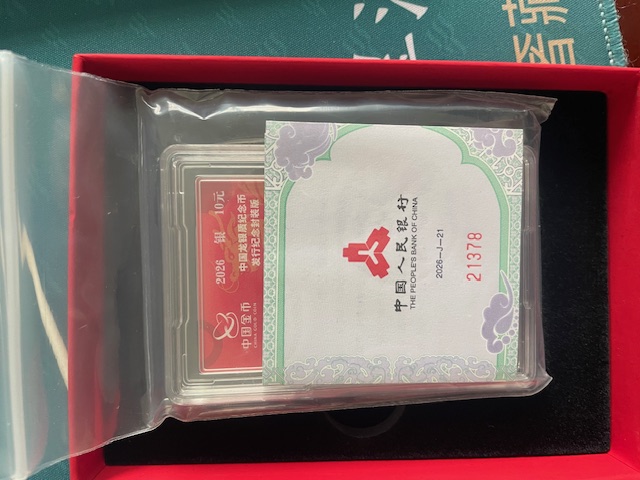 2026 银 10元
中国龙银质纪念币
发行纪念封装版
中国金币
CHINA GOLD COIN
中国人民银行
THE PEOPLE'S BANK OF CHINA
2026-J-21
21378